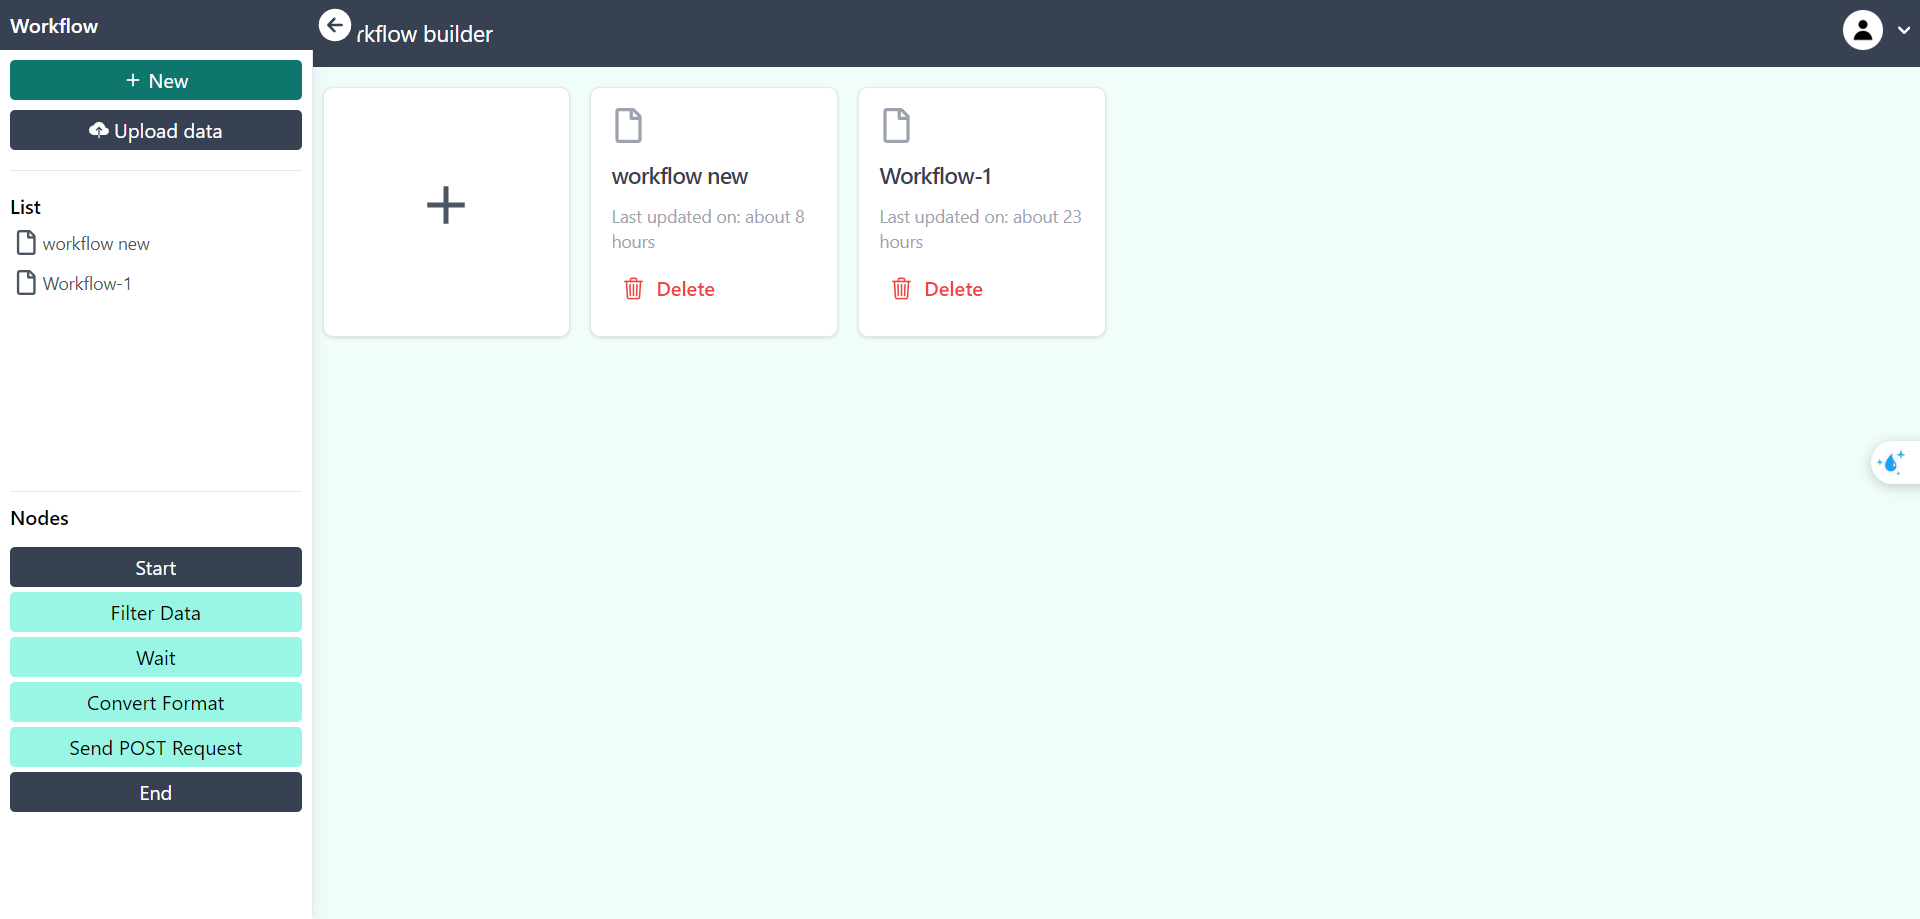 Workflow
rkflow builder
New
Upload data
List
workflow new
Workflow-1
Nodes
Start
Filter Data
Wait
Convert Format
Send POST Request
End
workflow new
Last updated on: about 8
hours
Delete
Workflow-1
Last updated on: about 23
hours
Delete